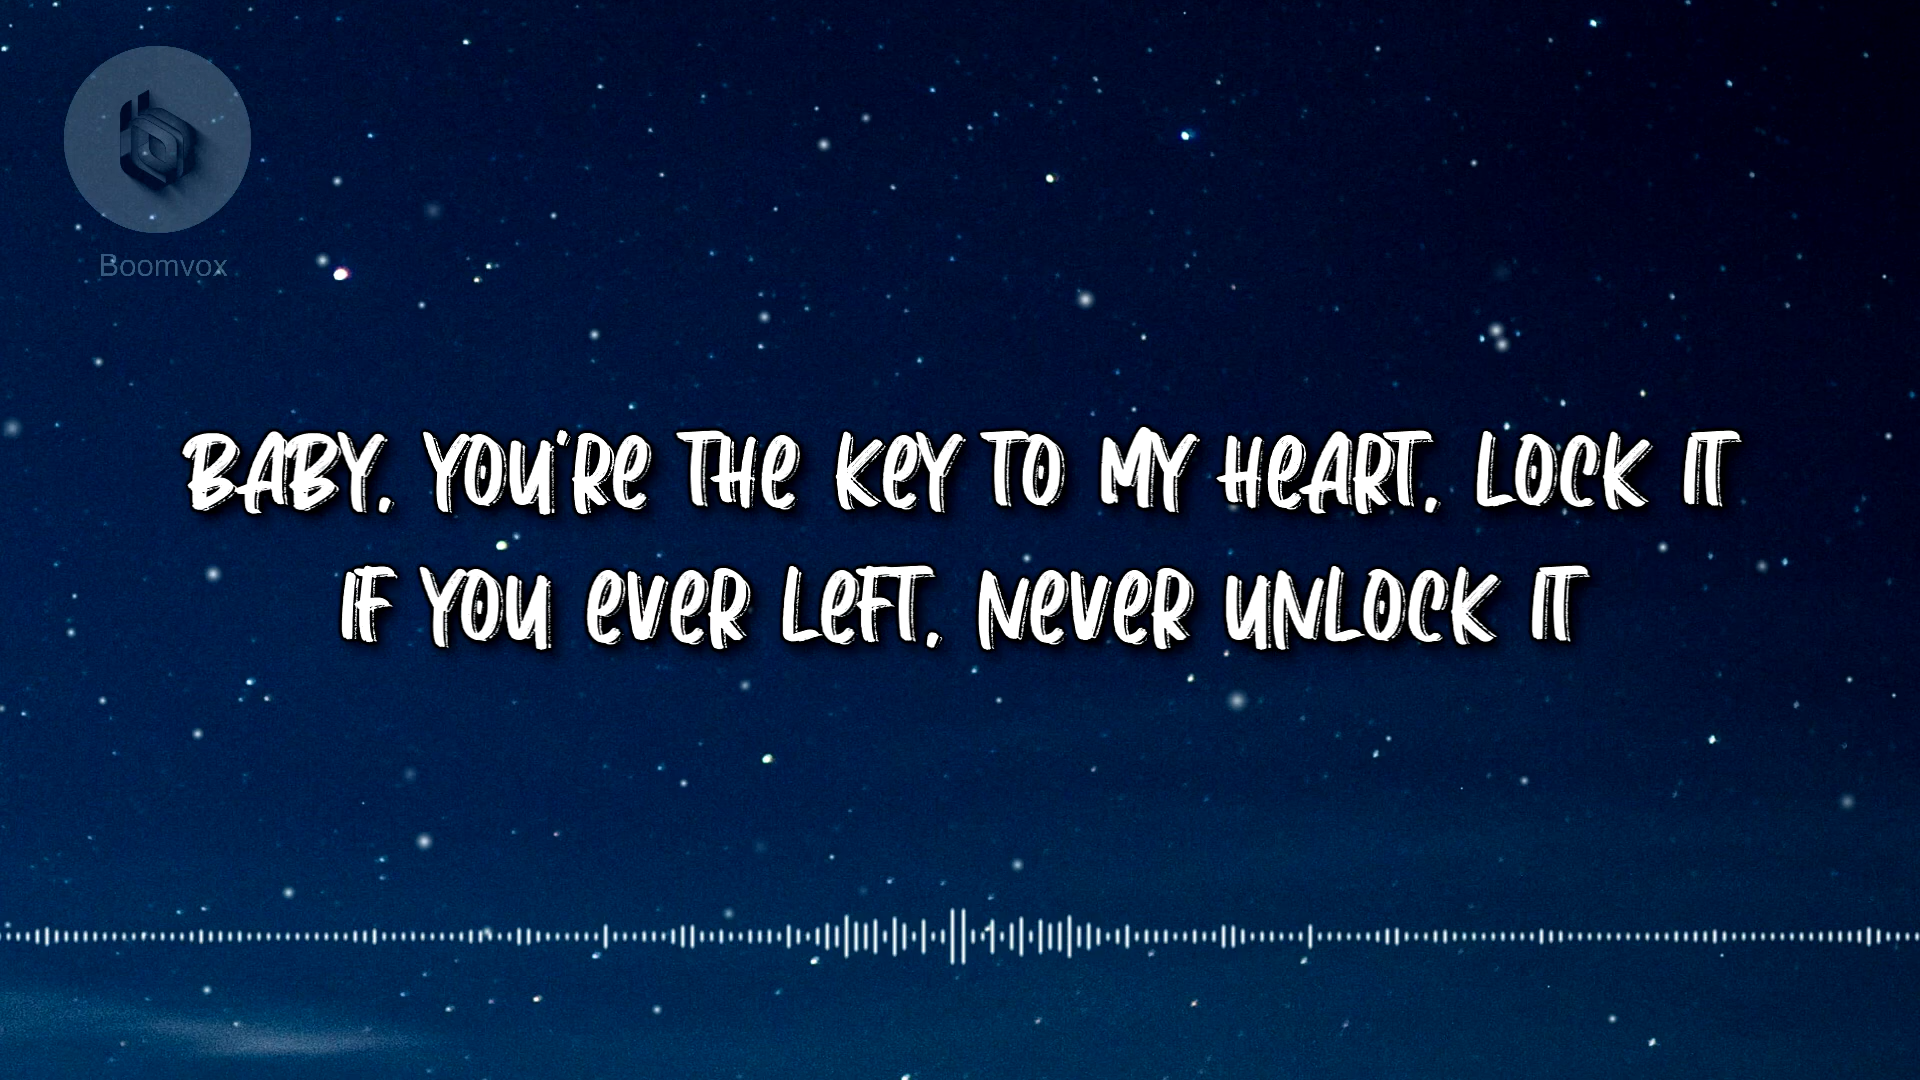 Boomvox
BABY, YOU'RE THE KEY TO MY HEART, LOCK IT
IF YOU EVER LEFT, NEVER UNLOCK IT